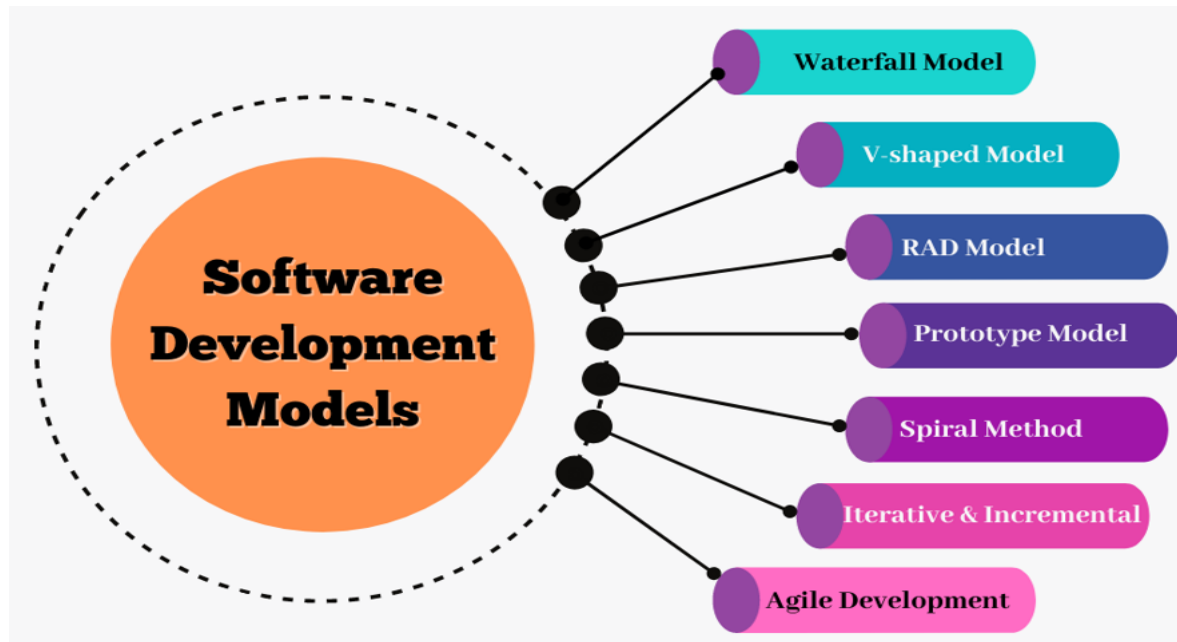 Software
Development
Models
Waterfall Model
V-shaped Model
RAD Model
Prototype Model
Spiral Method
Iterative & Incremental
Agile Development